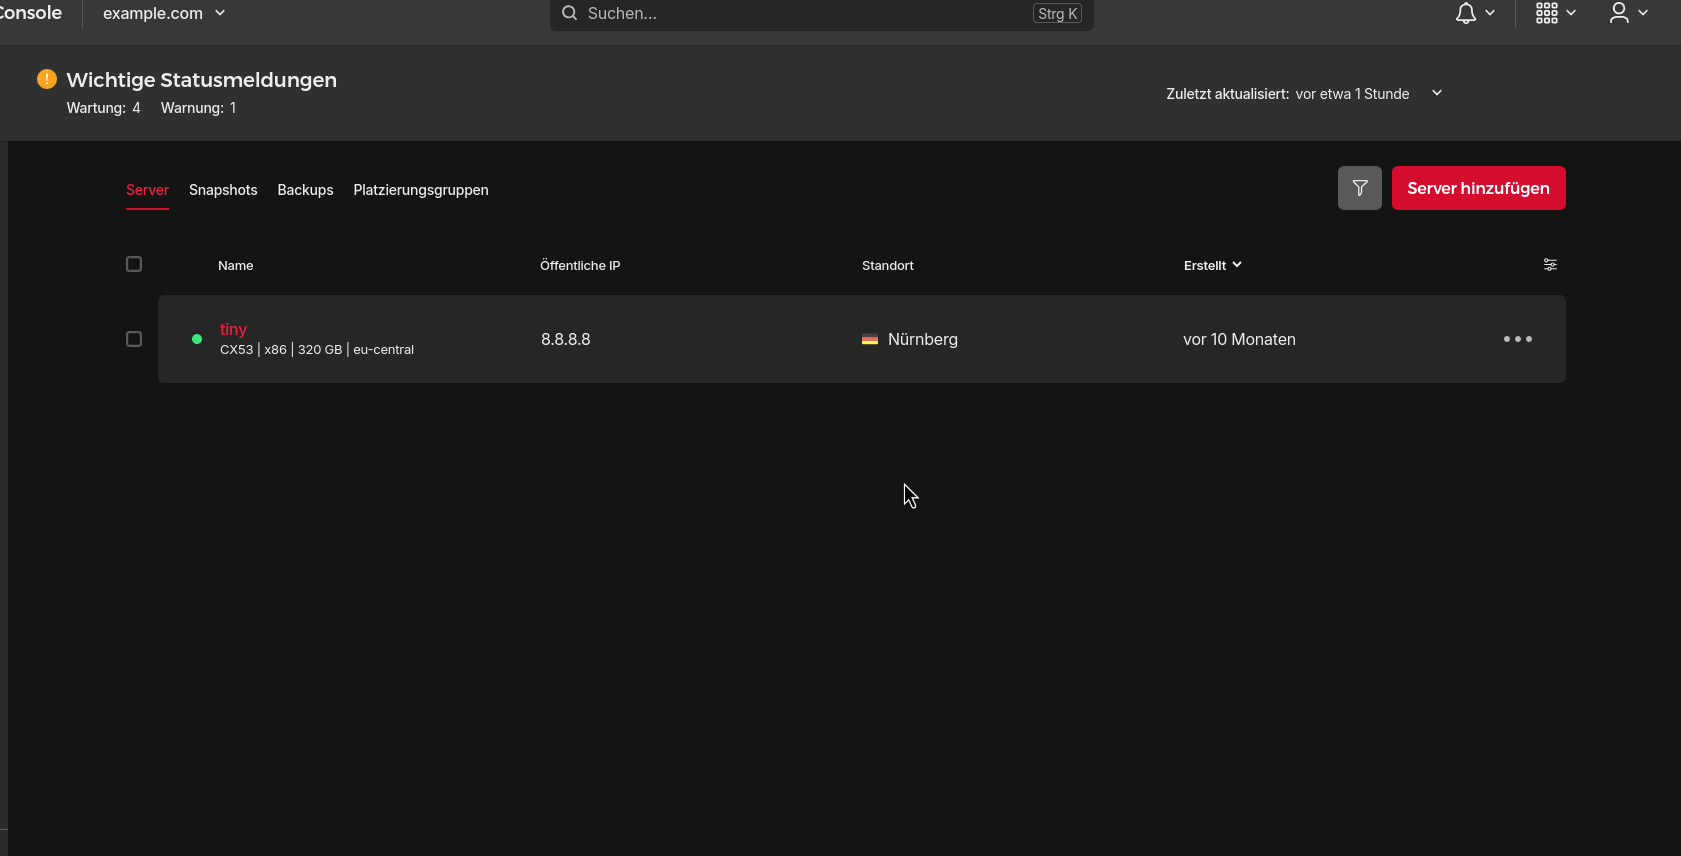 Console
example.com
Suchen...
Strg K
Wichtige Statusmeldungen
Wartung: 4 Warnung: 1
Zuletzt aktualisiert: vor etwa 1 Stunde
Server Snapshots Backups Platzierungsgruppen
Server hinzufügen
Name Öffentliche IP Standort Erstellt
tiny
CX53 | x86 | 320 GB | eu-central
8.8.8.8
Nürnberg
vor 10 Monaten